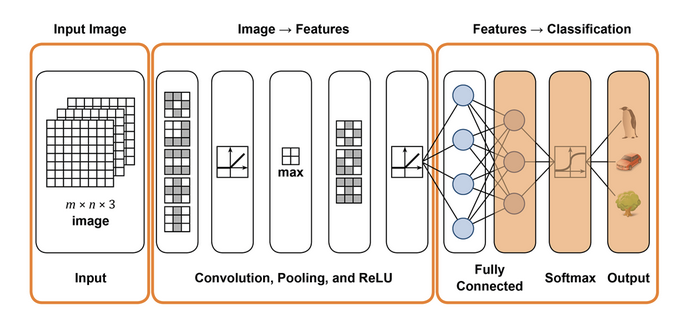 Input Image
Image → Features
Features → Classification
max
m × n × 3
image
Input
Convolution, Pooling, and ReLU
Fully
Connected
Softmax
Output